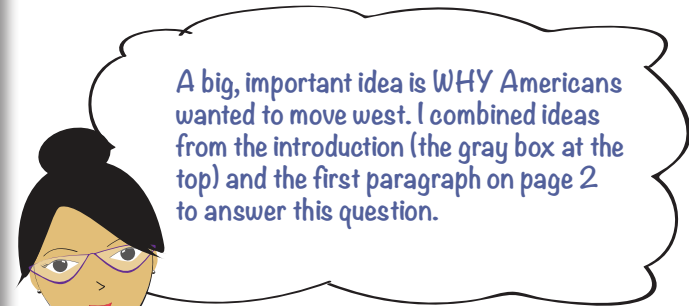 A big, important idea is WHY Americans
wanted to move west. I combined ideas
from the introduction (the gray box at the
top) and the first paragraph on page 2
to answer this question.